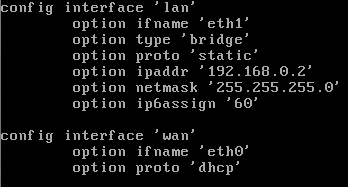 config interface 'lan'
option ifname 'eth1'
option type 'bridge'
option proto 'static'
option ipaddr '192.168.0.2'
option netmask '255.255.255.0'
option ip6assign '60'
config interface 'wan'
option ifname 'eth0'
option proto 'dhcp'